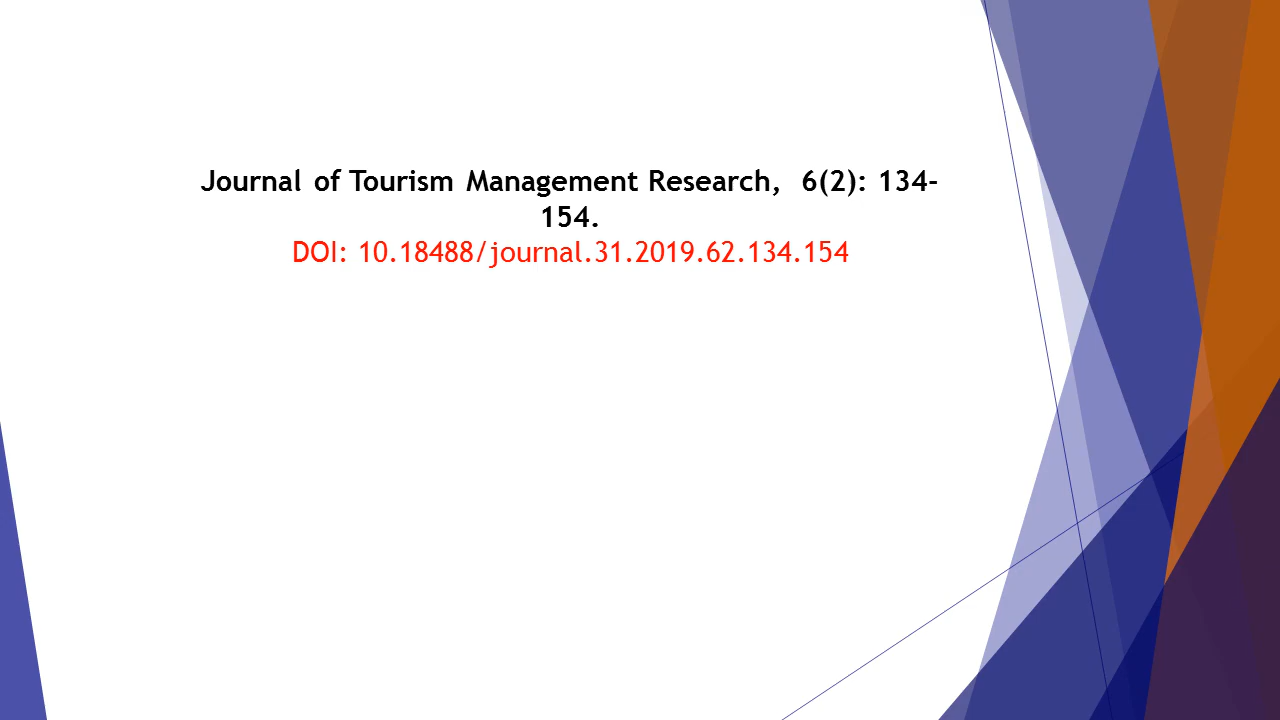 Journal of Tourism Management Research, 6(2): 134-
154.
DOI: 10.18488/journal.31.2019.62.134.154